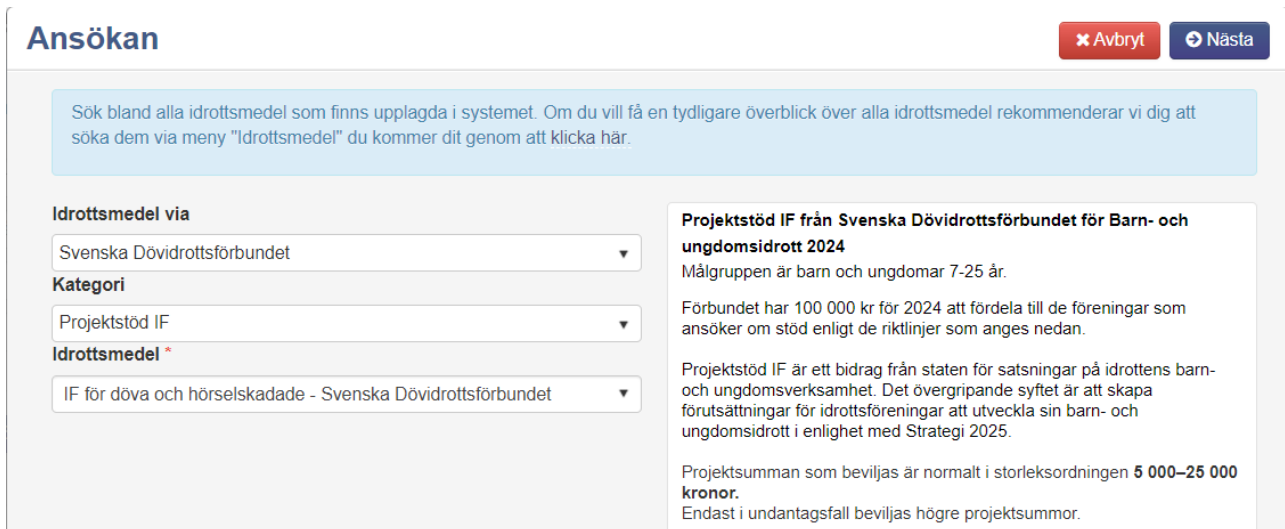 Ansökan
Avbryt
Nästa
Sök bland alla idrottsmedel som finns upplagda i systemet. Om du vill få en tydligare överblick över alla idrottsmedel rekommenderar vi dig att
söka dem via meny "Idrottsmedel" du kommer dit genom att klicka här.
Idrottsmedel via
Svenska Dövidrottsförbundet
Kategori
Projektstöd IF
Idrottsmedel *
IF för döva och hörselskadade - Svenska Dövidrottsförbundet
Projektstöd IF från Svenska Dövidrottsförbundet för Barn- och
ungdomsidrott 2024
Målgruppen är barn och ungdomar 7-25 år.
Förbundet har 100 000 kr för 2024 att fördela till de föreningar som
ansöker om stöd enligt de riktlinjer som anges nedan.
Projektstöd IF är ett bidrag från staten för satsningar på idrottens barn-
och ungdomsverksamhet. Det övergripande syftet är att skapa
förutsättningar för idrottsföreningar att utveckla sin barn- och
ungdomsidrott i enlighet med Strategi 2025.
Projektsumman som beviljas är normalt i storleksordningen 5 000–25 000
kronor.
Endast i undantagsfall beviljas högre projektsummor.